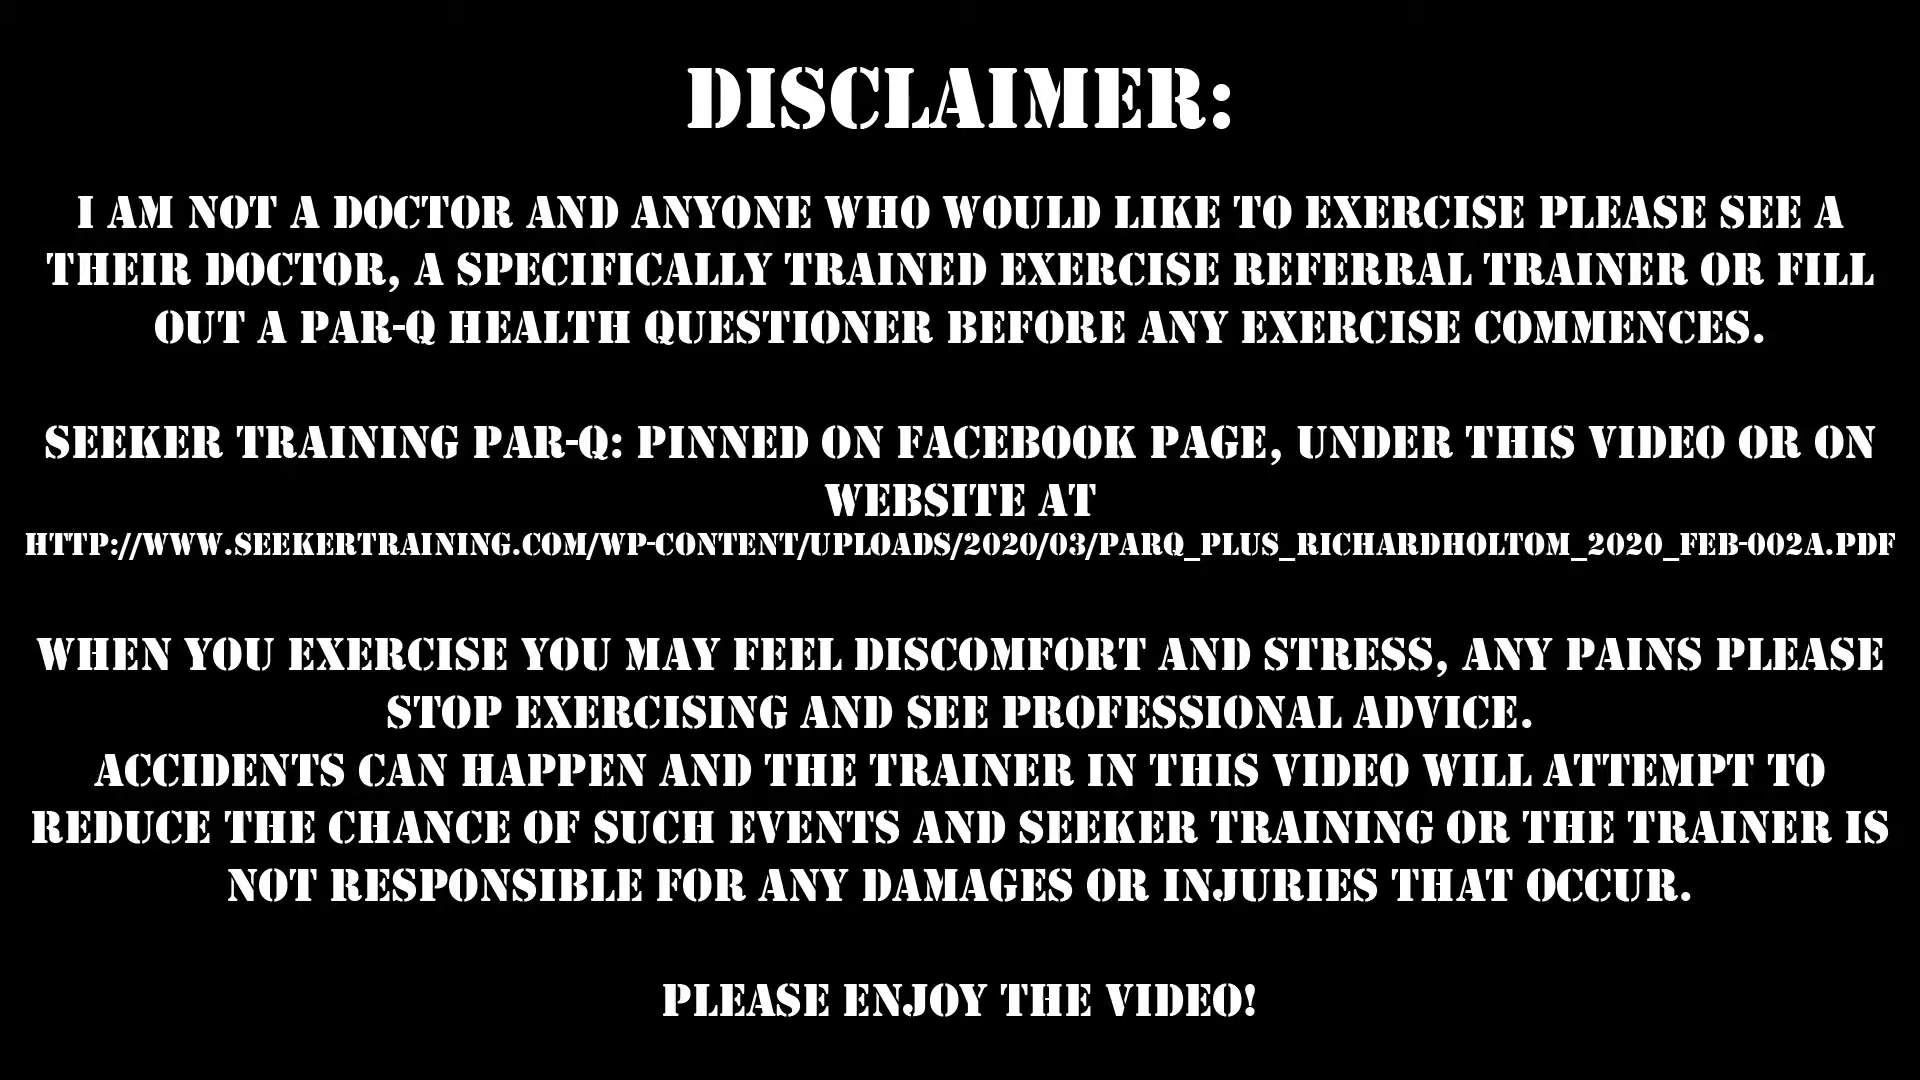 DISCLAIMER:
I AM NOT A DOCTOR AND ANYONE WHO WOULD LIKE TO EXERCISE PLEASE SEE A
THEIR DOCTOR, A SPECIFICALLY TRAINED EXERCISE REFERRAL TRAINER OR FILL
OUT A PAR-Q HEALTH QUESTIONER BEFORE ANY EXERCISE COMMENCES.
SEEKER TRAINING PAR-Q: PINNED ON FACEBOOK PAGE, UNDER THIS VIDEO OR ON
WEBSITE AT
HTTP://WWW.SEEKERTRAINING.COM/WP-CONTENT/UPLOADS/2020/03/PARQ_PLUS_RICHARDHOLTOM_2020_FEB-002A.PDF
WHEN YOU EXERCISE YOU MAY FEEL DISCOMFORT AND STRESS, ANY PAINS PLEASE
STOP EXERCISING AND SEE PROFESSIONAL ADVICE.
ACCIDENTS CAN HAPPEN AND THE TRAINER IN THIS VIDEO WILL ATTEMPT TO
REDUCE THE CHANCE OF SUCH EVENTS AND SEEKER TRAINING OR THE TRAINER IS
NOT RESPONSIBLE FOR ANY DAMAGES OR INJURIES THAT OCCUR.
PLEASE ENJOY THE VIDEO!